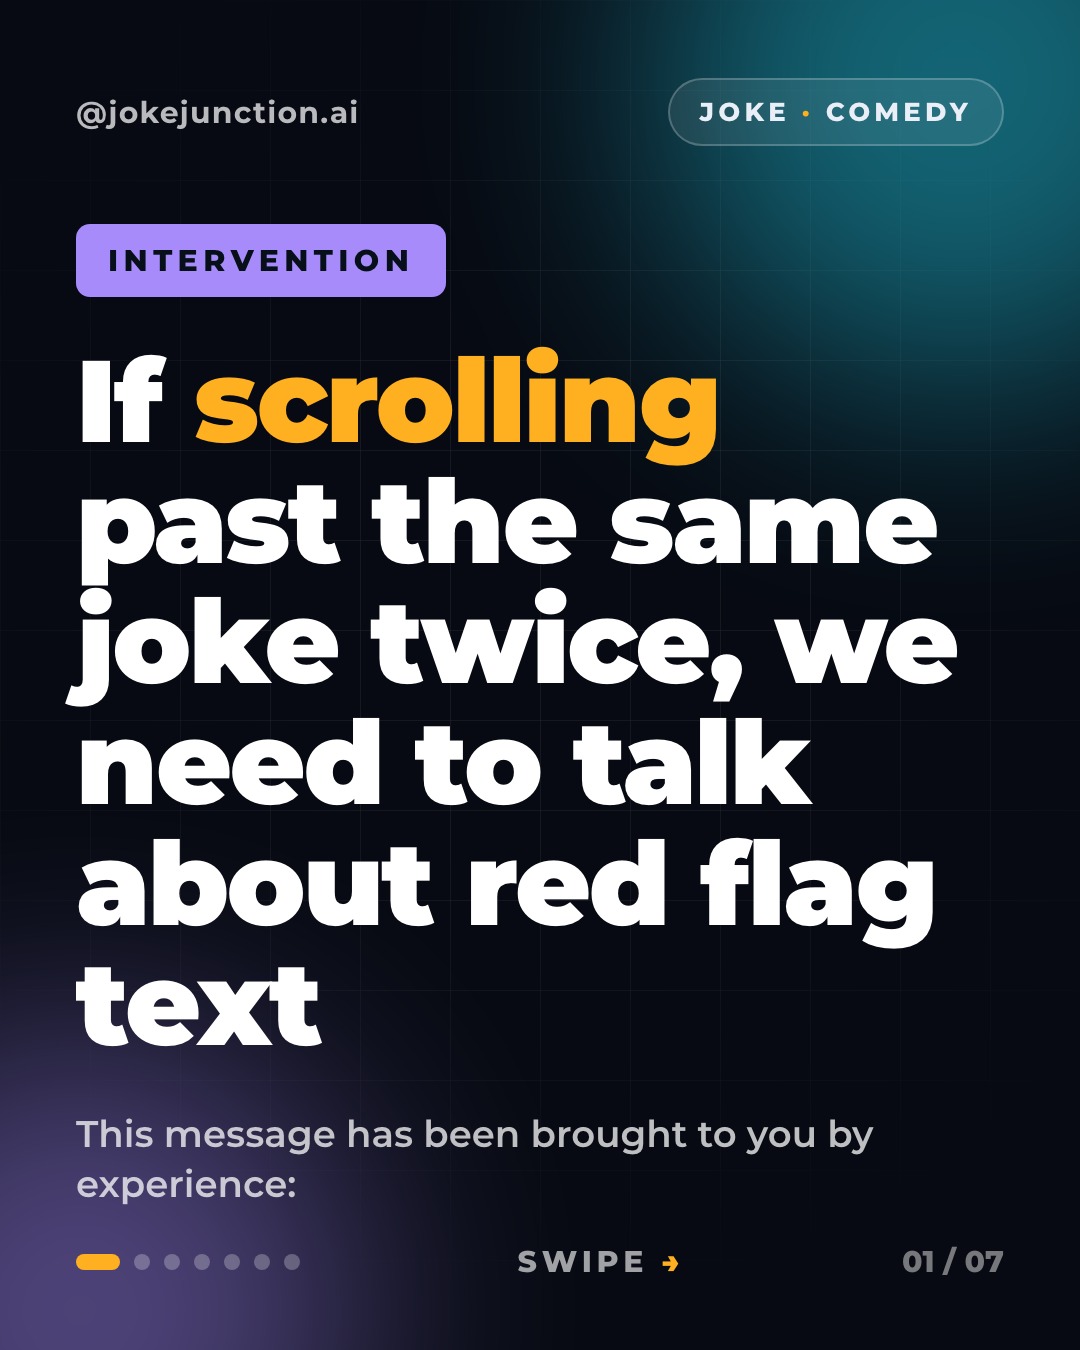 @jokejunction.ai
JOKE · COMEDY
INTERVENTION
If scrolling
past the same
joke twice, we
need to talk
about red flag
text
This message has been brought to you by
experience:
SWIPE →
01 / 07